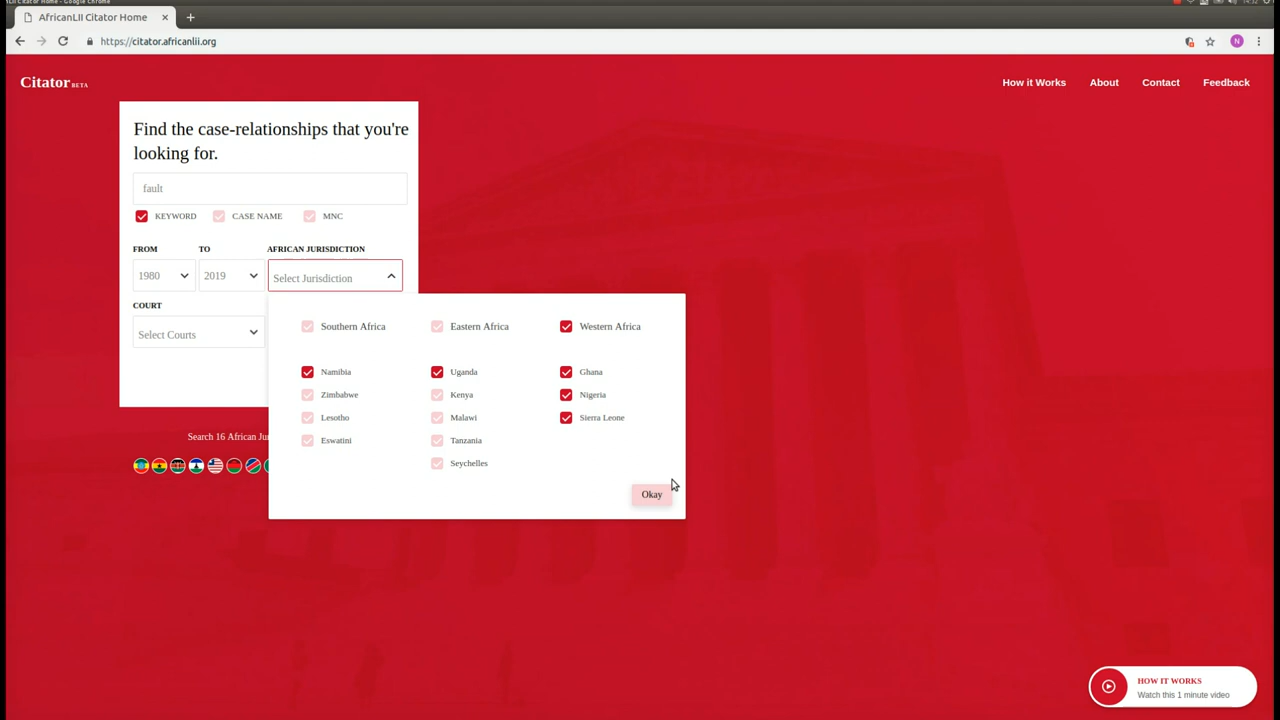 AfricanLII Citator Home
https://citator.africanlii.org
N
Citator BETA
How it Works
About
Contact
Feedback
Find the case-relationships that you're
looking for.
fault
KEYWORD
CASE NAME
MNC
FROM
TO
AFRICAN JURISDICTION
1980
2019
Select Jurisdiction
COURT
Select Courts
Southern Africa
Eastern Africa
Western Africa
Namibia
Uganda
Ghana
Zimbabwe
Kenya
Nigeria
Lesotho
Malawi
Sierra Leone
Eswatini
Tanzania
Seychelles
Okay
Search 16 African
HOW IT WORKS
Watch this 1 minute video